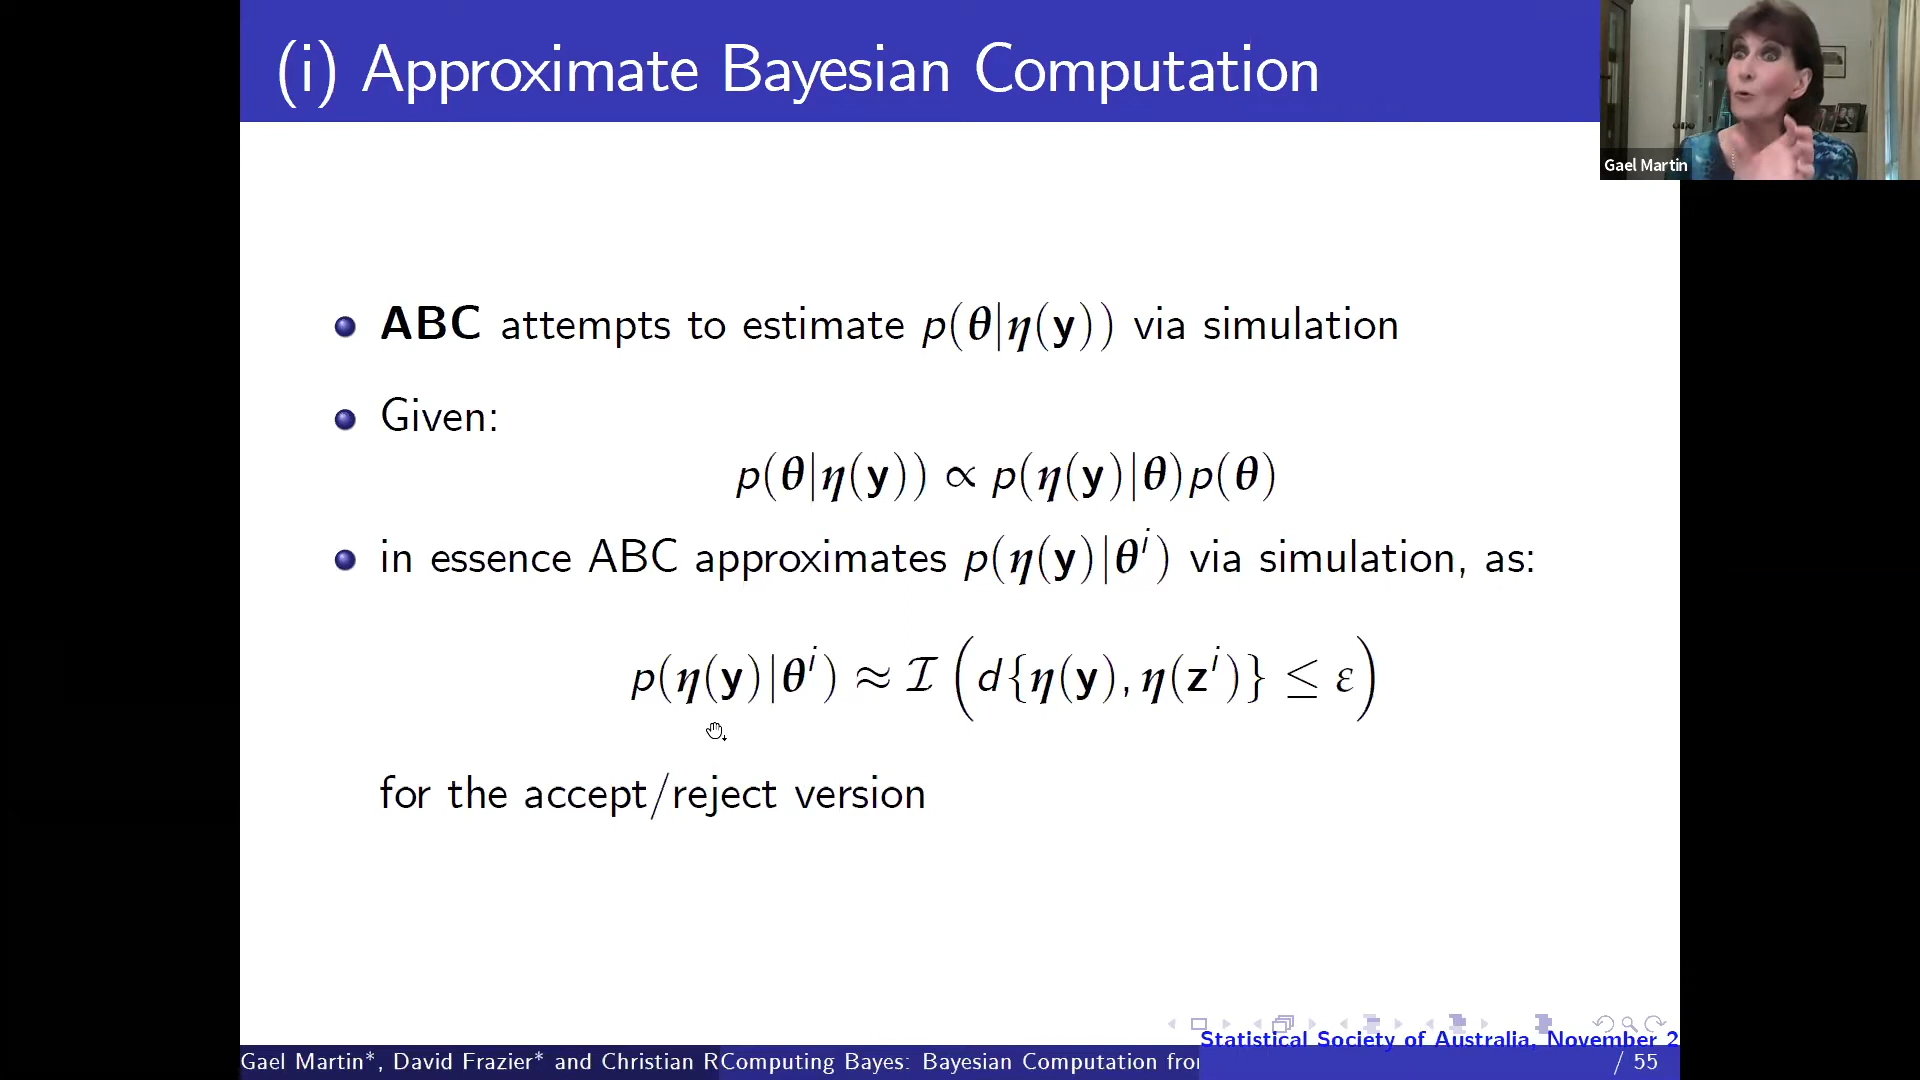 (i) Approximate Bayesian Computation
Gael Martin
ABC attempts to estimate p(θ|η(y)) via simulation
Given:
p(θ|η(y)) ∝ p(η(y)|θ)p(θ)
in essence ABC approximates p(η(y)|θⁱ) via simulation, as:
p(η(y)|θⁱ) ≈ ℐ (d{η(y), η(zⁱ)} ≤ ε)
for the accept/reject version
Statistical Society of Australia, November 2
Gael Martin*, David Frazier* and Christian R
Computing Bayes: Bayesian Computation fro
/ 55